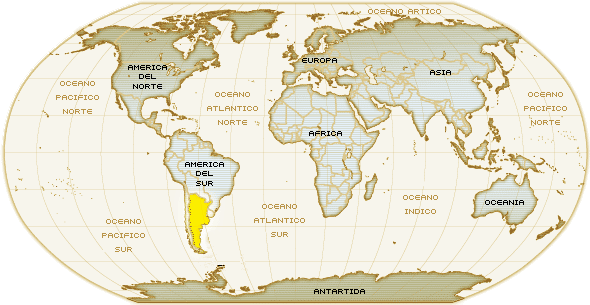 OCEANO ARTICO
EUROPA
AMERICA
DEL
NORTE
ASIA
OCEANO
PACIFICO
NORTE
OCEANO
ATLANTICO
NORTE
OCEANO
PACIFICO
NORTE
AFRICA
AMERICA
DEL
SUR
OCEANO
INDICO
OCEANIA
OCEANO
PACIFICO
SUR
OCEANO
ATLANTICO
SUR
ANTARTIDA